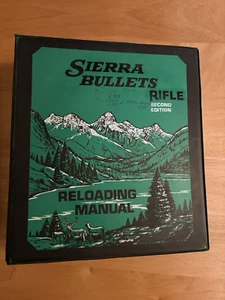 SIERRA
BULLETS
RIFLE
SECOND
EDITION
RELOADING
MANUAL